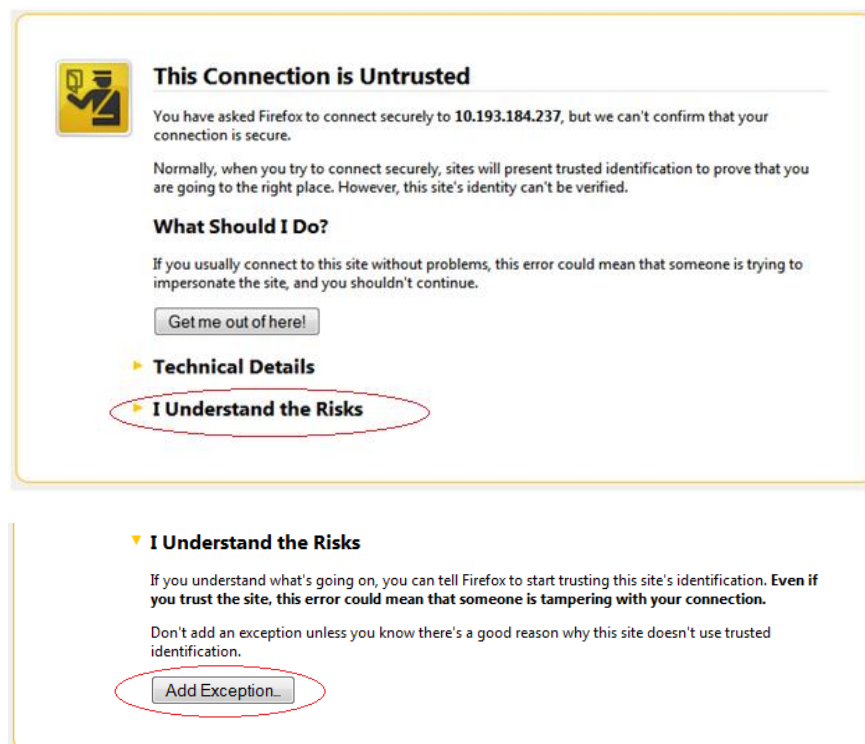 This Connection is Untrusted
You have asked Firefox to connect securely to 10.193.184.237, but we can't confirm that your
connection is secure.
Normally, when you try to connect securely, sites will present trusted identification to prove that you
are going to the right place. However, this site's identity can't be verified.
What Should I Do?
If you usually connect to this site without problems, this error could mean that someone is trying to
impersonate the site, and you shouldn't continue.
Get me out of here!
Technical Details
I Understand the Risks
I Understand the Risks
If you understand what's going on, you can tell Firefox to start trusting this site's identification. Even if
you trust the site, this error could mean that someone is tampering with your connection.
Don't add an exception unless you know there's a good reason why this site doesn't use trusted
identification.
Add Exception...